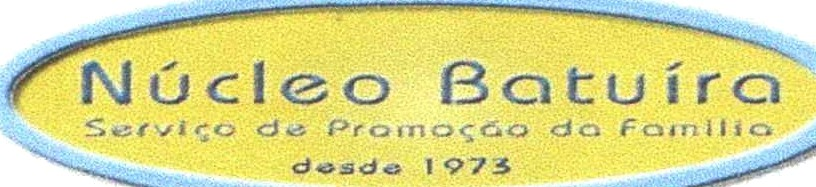 Núcleo Batuíra
Serviço de Promoção da Família
desde 1973